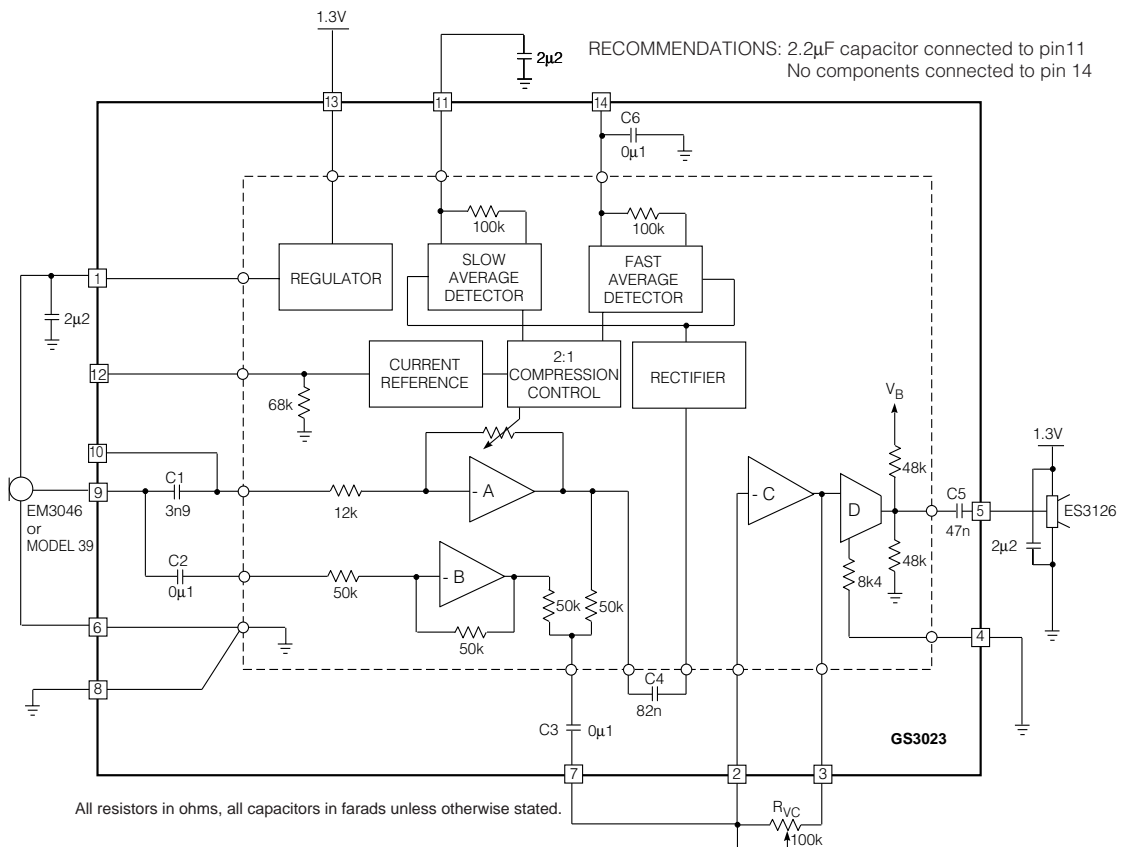 1.3V
2µ2
RECOMMENDATIONS: 2.2µF capacitor connected to pin11
No components connected to pin 14
13
11
14
C6
0µ1
100k
100k
1
REGULATOR
SLOW
AVERAGE
DETECTOR
FAST
AVERAGE
DETECTOR
2µ2
12
68k
CURRENT
REFERENCE
2:1
COMPRESSION
CONTROL
RECTIFIER
VB
1.3V
10
9
C1
3n9
12k
- A
- C
D
48k
C5
47n
5
ES3126
EM3046
or
MODEL 39
C2
0µ1
50k
- B
50k
50k
50k
8k4
48k
2µ2
6
4
8
C4
82n
C3
0µ1
GS3023
7
2
3
All resistors in ohms, all capacitors in farads unless otherwise stated.
RVC
100k